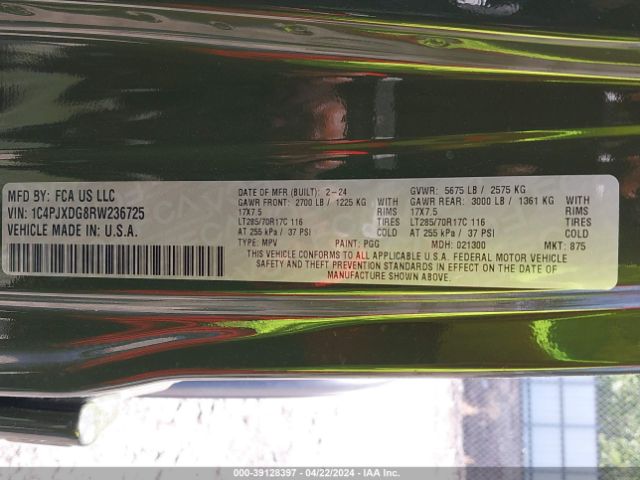 MFD BY: FCA US LLC
VIN: 1C4PJXDG8RW236725
VEHICLE MADE IN: U.S.A.
DATE OF MFR (BUILT): 2-24 GVWR: 5675 LB / 2575 KG
GAWR FRONT: 2700 LB / 1225 KG WITH GAWR REAR: 3000 LB / 1361 KG WITH
17X7.5 RIMS 17X7.5 RIMS
LT285/70R17C 116 TIRES LT285/70R17C 116 TIRES
AT 255 kPa / 37 PSI COLD AT 255 kPa / 37 PSI COLD
TYPE: MPV PAINT: PGG MDH: 021300 MKT: 875
THIS VEHICLE CONFORMS TO ALL APPLICABLE U.S.A. FEDERAL MOTOR VEHICLE
SAFETY AND THEFT PREVENTION STANDARDS IN EFFECT ON THE DATE OF
MANUFACTURE SHOWN ABOVE.
000-39128397 - 04/22/2024 - IAA Inc.